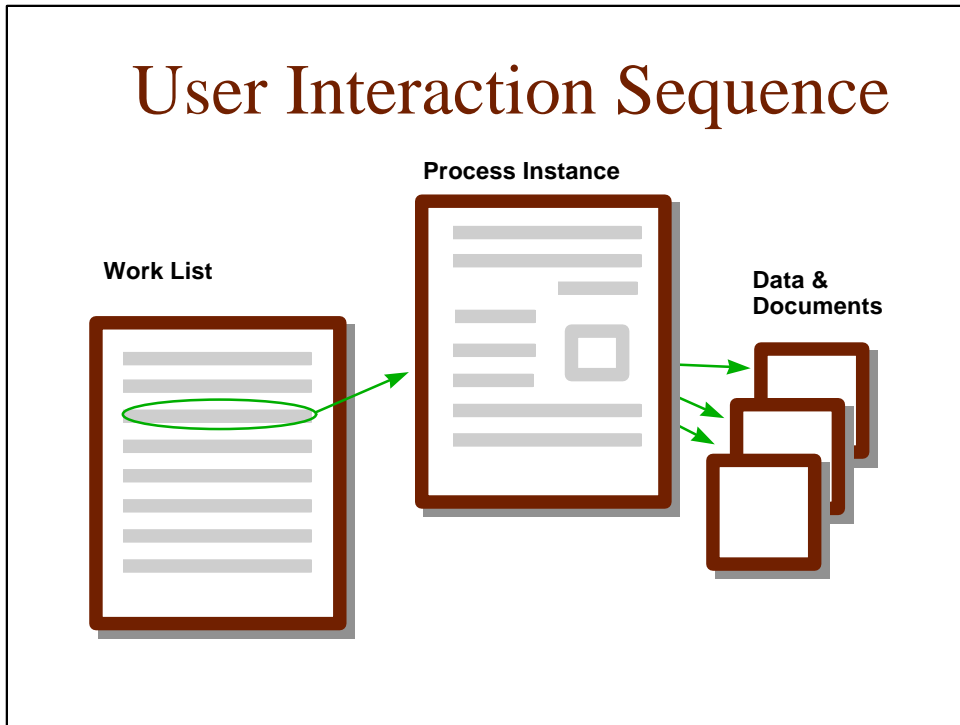 User Interaction Sequence
Process Instance
Work List
Data &
Documents